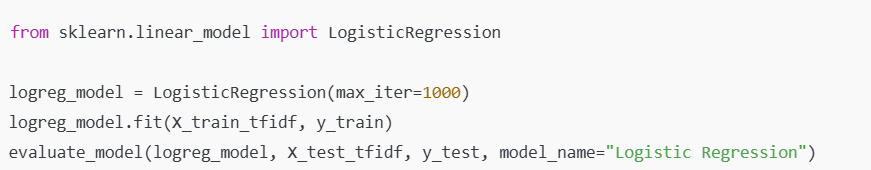 from sklearn.linear_model import LogisticRegression
logreg_model = LogisticRegression(max_iter=1000)
logreg_model.fit(X_train_tfidf, y_train)
evaluate_model(logreg_model, X_test_tfidf, y_test, model_name="Logistic Regression")